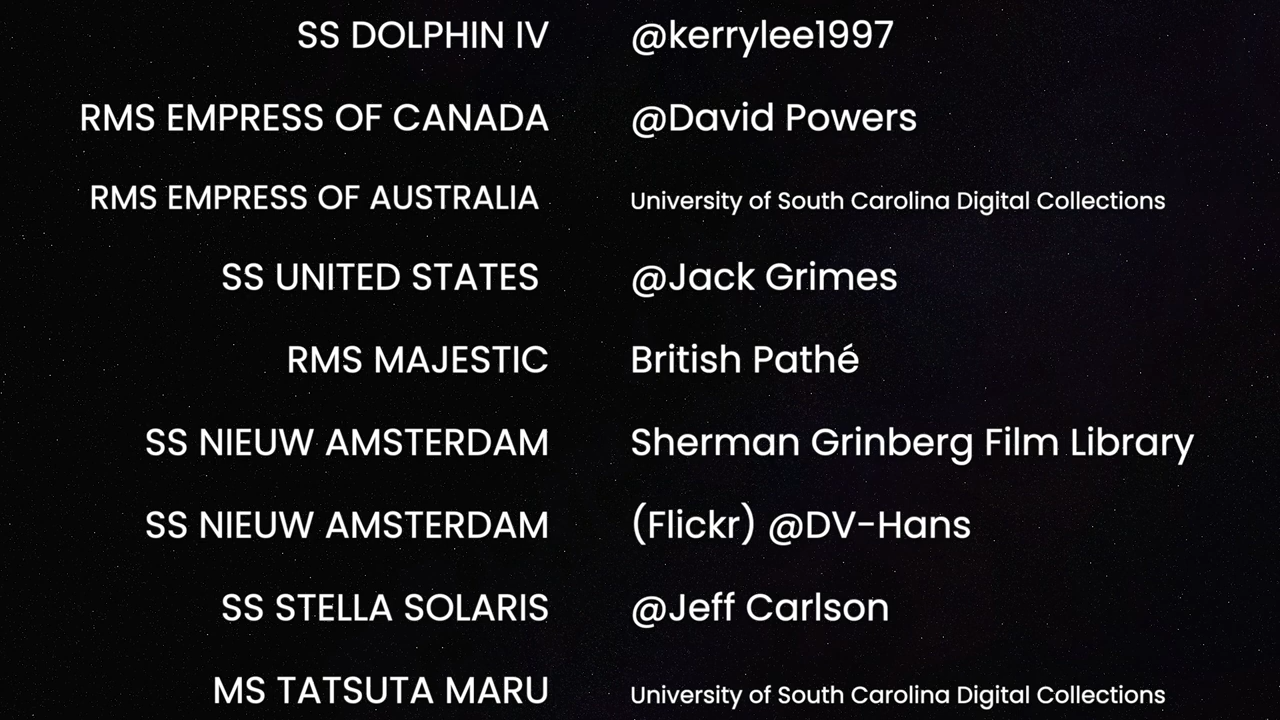 SS DOLPHIN IV @kerrylee1997
RMS EMPRESS OF CANADA @David Powers
RMS EMPRESS OF AUSTRALIA University of South Carolina Digital Collections
SS UNITED STATES @Jack Grimes
RMS MAJESTIC British Pathé
SS NIEUW AMSTERDAM Sherman Grinberg Film Library
SS NIEUW AMSTERDAM (Flickr) @DV-Hans
SS STELLA SOLARIS @Jeff Carlson
MS TATSUTA MARU University of South Carolina Digital Collections